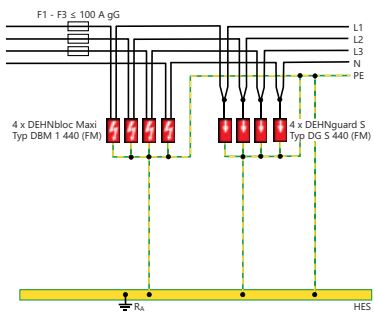 F1 - F3 ≤ 100 A gG
L1
L2
L3
N
PE
4 x DEHNbloc Maxi
Typ DBM 1 440 (FM)
4 x DEHNguard S
Typ DG S 440 (FM)
RA
HES